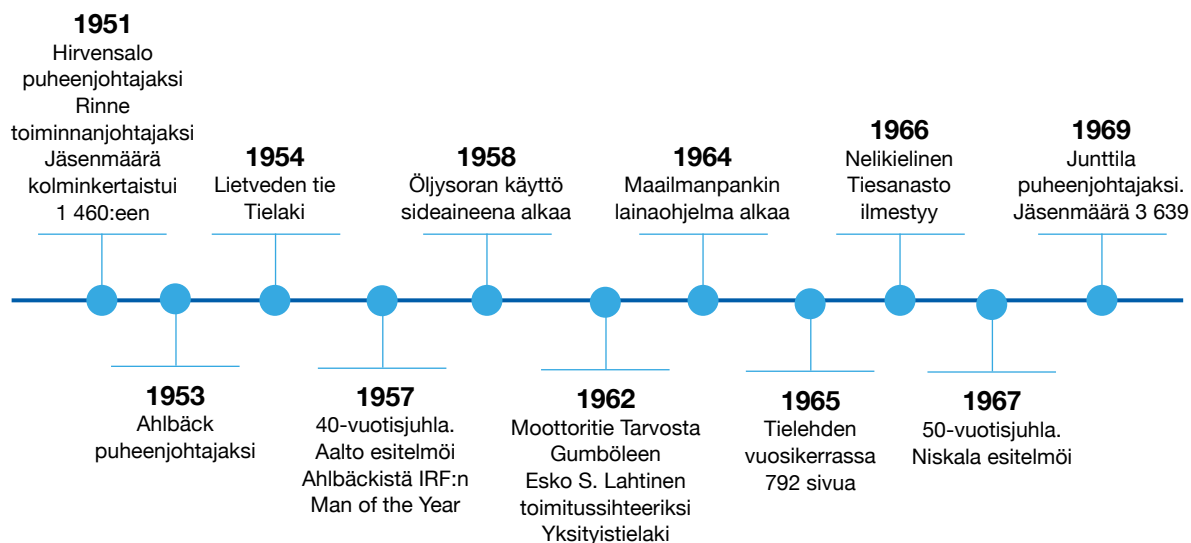 1951
Hirvensalo
puheenjohtajaksi
Rinne
toiminnanjohtajaksi
Jäsenmäärä
kolminkertaistui
1 460:een
1953
Ahlbäck
puheenjohtajaksi
1954
Lietveden tie
Tielaki
1957
40-vuotisjuhla.
Aalto esitelmöi
Ahlbäckistä IRF:n
Man of the Year
1958
Öljysoran käyttö
sideaineena alkaa
1962
Moottoritie Tarvosta
Gumböleen
Esko S. Lahtinen
toimitussihteeriksi
Yksityistielaki
1964
Maailmanpankin
lainaohjelma alkaa
1965
Tielehden
vuosikerrassa
792 sivua
1966
Nelikielinen
Tiesanasto
ilmestyy
1967
50-vuotisjuhla.
Niskala esitelmöi
1969
Junttila
puheenjohtajaksi.
Jäsenmäärä 3 639